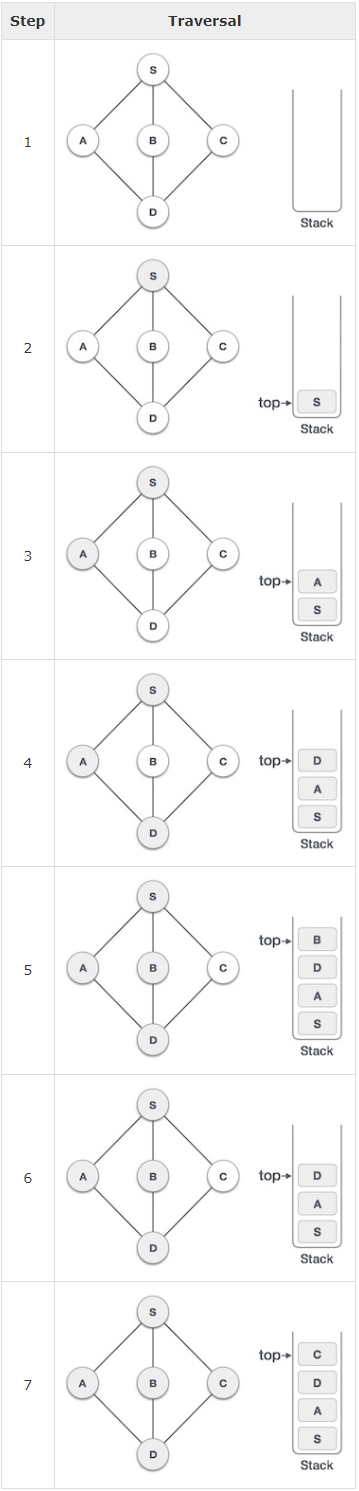 Step Traversal
S
1 A B C
D
Stack
S
2 A B C
top S
D
Stack
S
3 A B C
top A
S
D
Stack
S
4 A B C top D
A
S
D
Stack
S
top B
5 A B C D
A
S
D
Stack
S
6 A B C top D
A
S
D
Stack
S
top C
7 A B C D
A
S
D
Stack